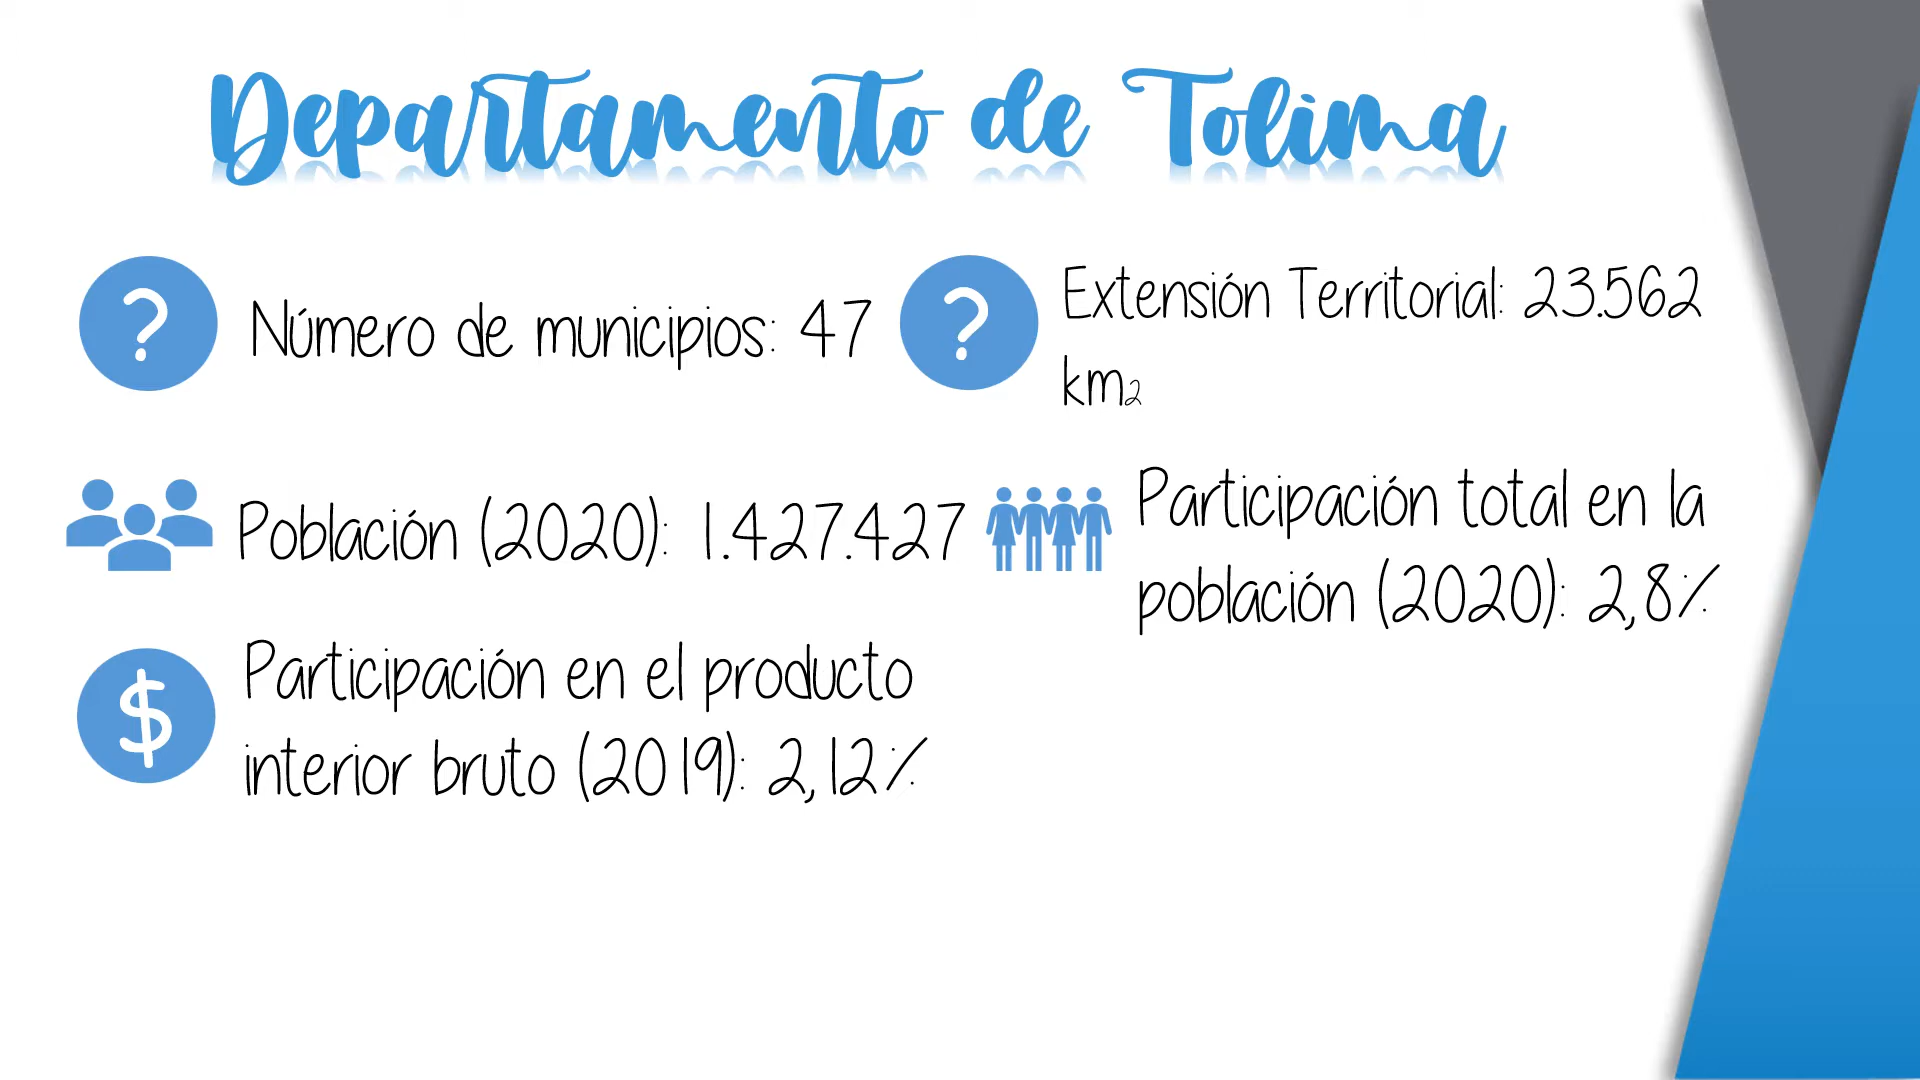 Departamento de Tolima
? Número de municipios: 47
? Extensión Territorial: 23.562
km2
Población (2020): 1.427.427
Participación total en la
población (2020): 2,8%
$ Participación en el producto
interior bruto (2019): 2,12%